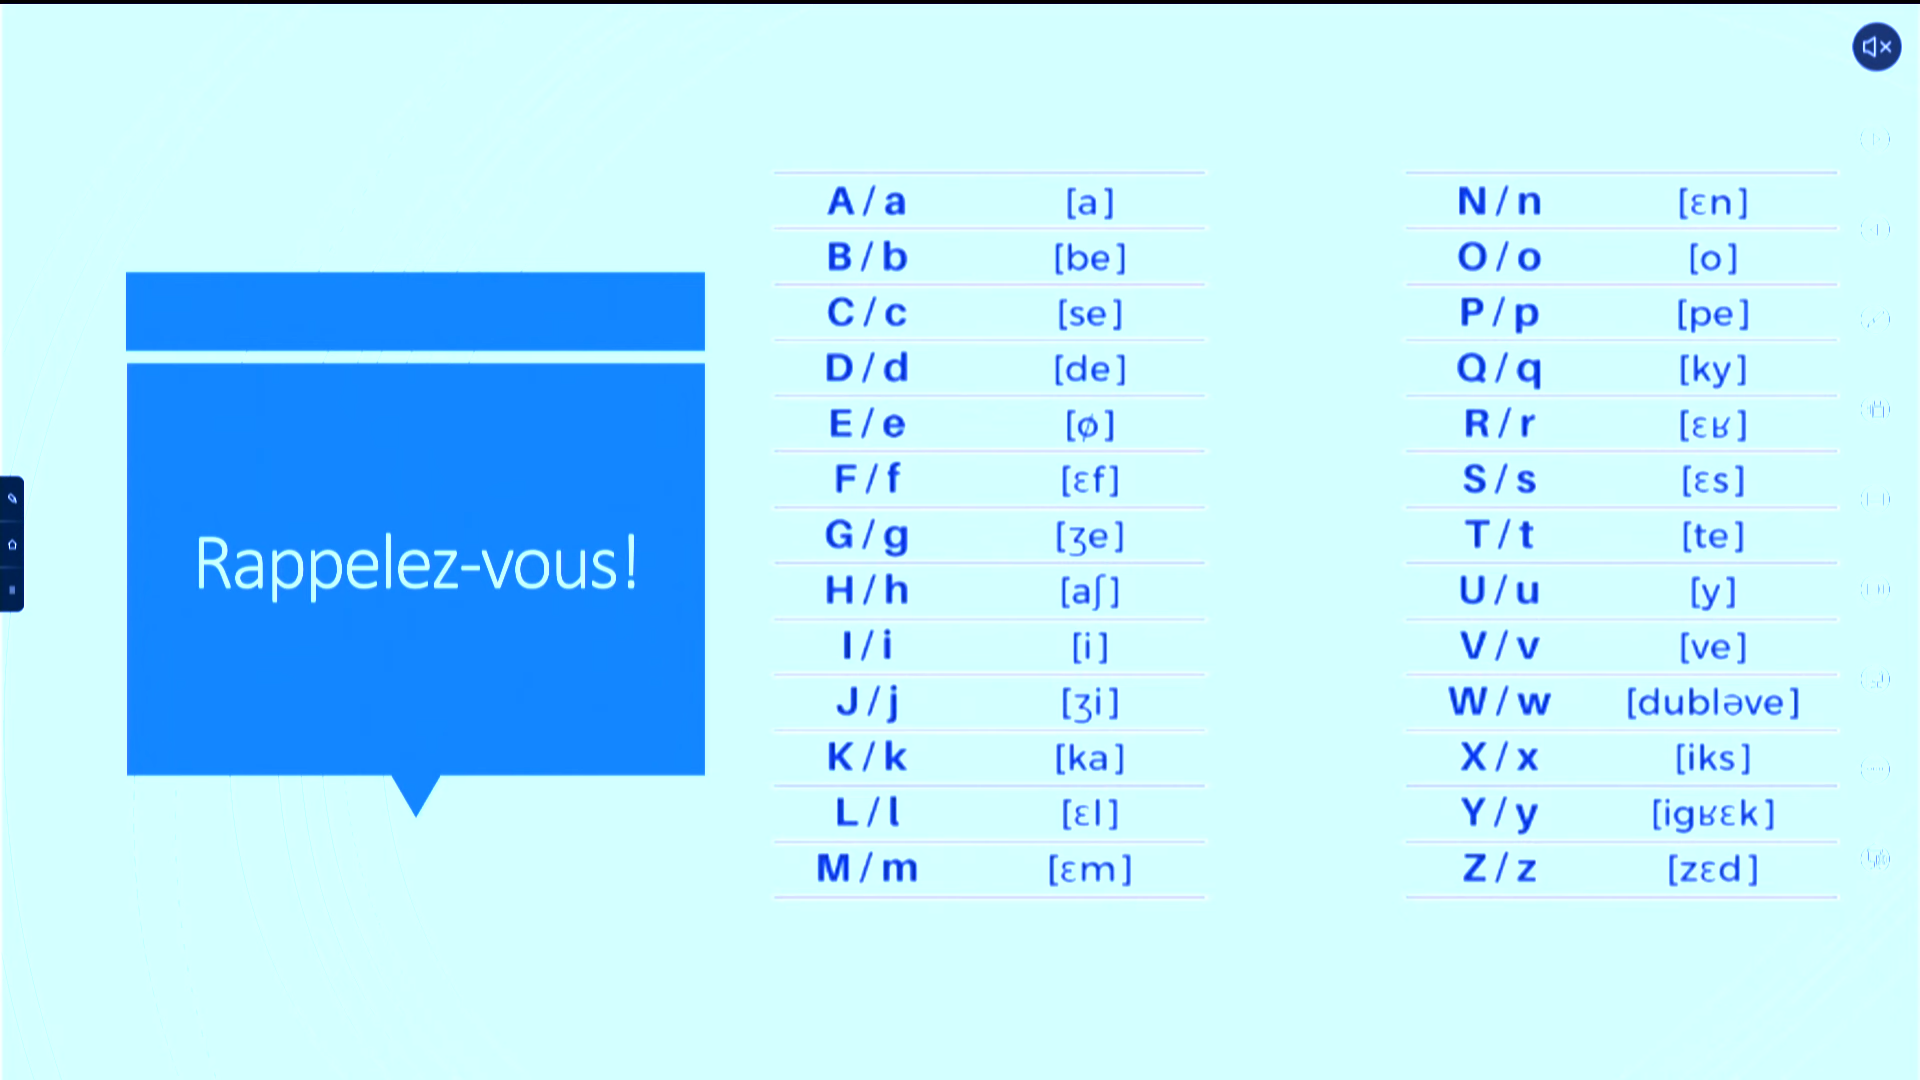 Rappelez-vous!
A / a [a]
B / b [be]
C / c [se]
D / d [de]
E / e [ø]
F / f [ɛf]
G / g [ʒe]
H / h [aʃ]
I / i [i]
J / j [ʒi]
K / k [ka]
L / l [ɛl]
M / m [ɛm]
N / n [ɛn]
O / o [o]
P / p [pe]
Q / q [ky]
R / r [ɛʁ]
S / s [ɛs]
T / t [te]
U / u [y]
V / v [ve]
W / w [dubləve]
X / x [iks]
Y / y [igʁɛk]
Z / z [zɛd]